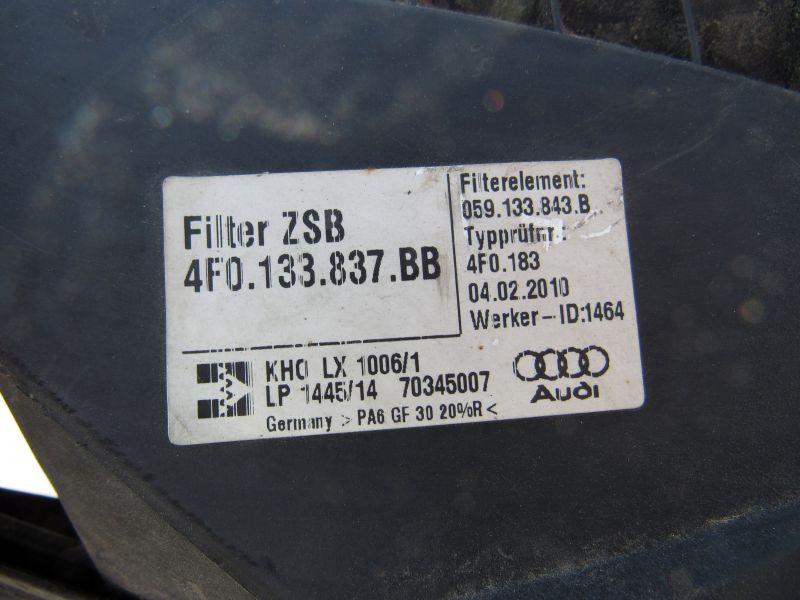 Filter ZSB
4F0.133.837.BB
Filterelement:
059.133.843.B
Typprüfnr.:
4F0.183
04.02.2010
Werker-ID:1464
KHO LX 1006/1
LP 1445/14 70345007
Germany >PA6 GF 30 20%R<
Audi